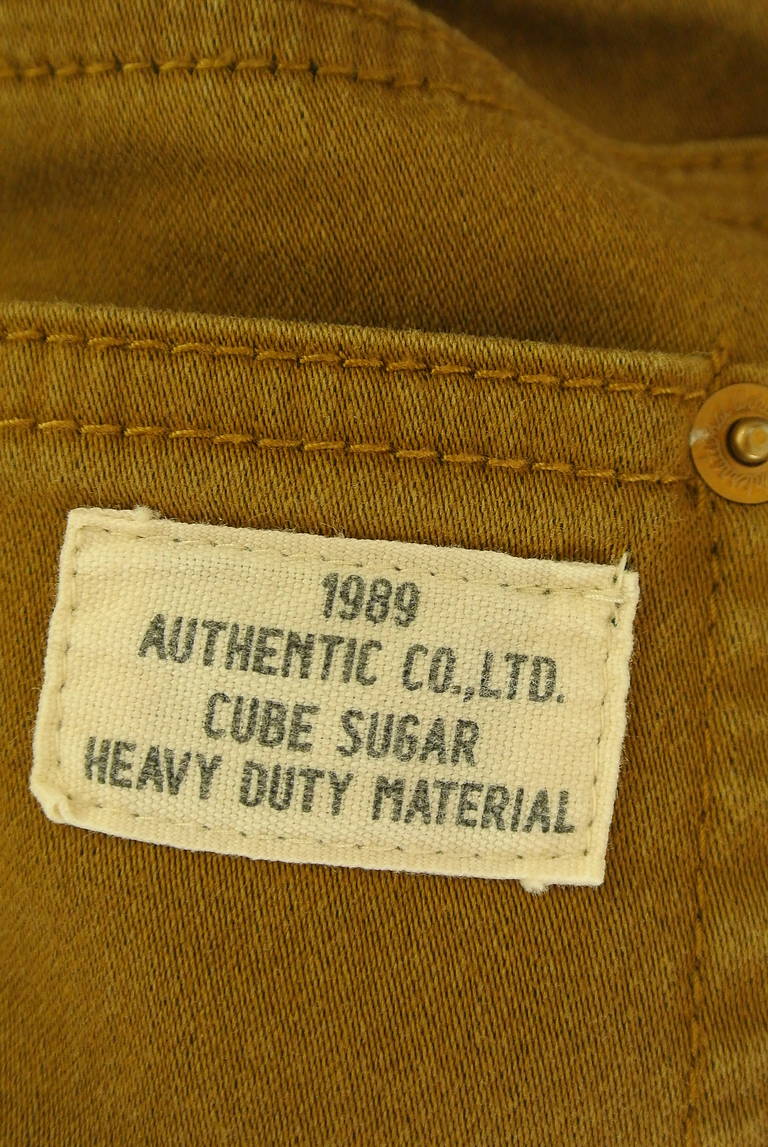 1989
AUTHENTIC CO.,LTD.
CUBE SUGAR
HEAVY DUTY MATERIAL